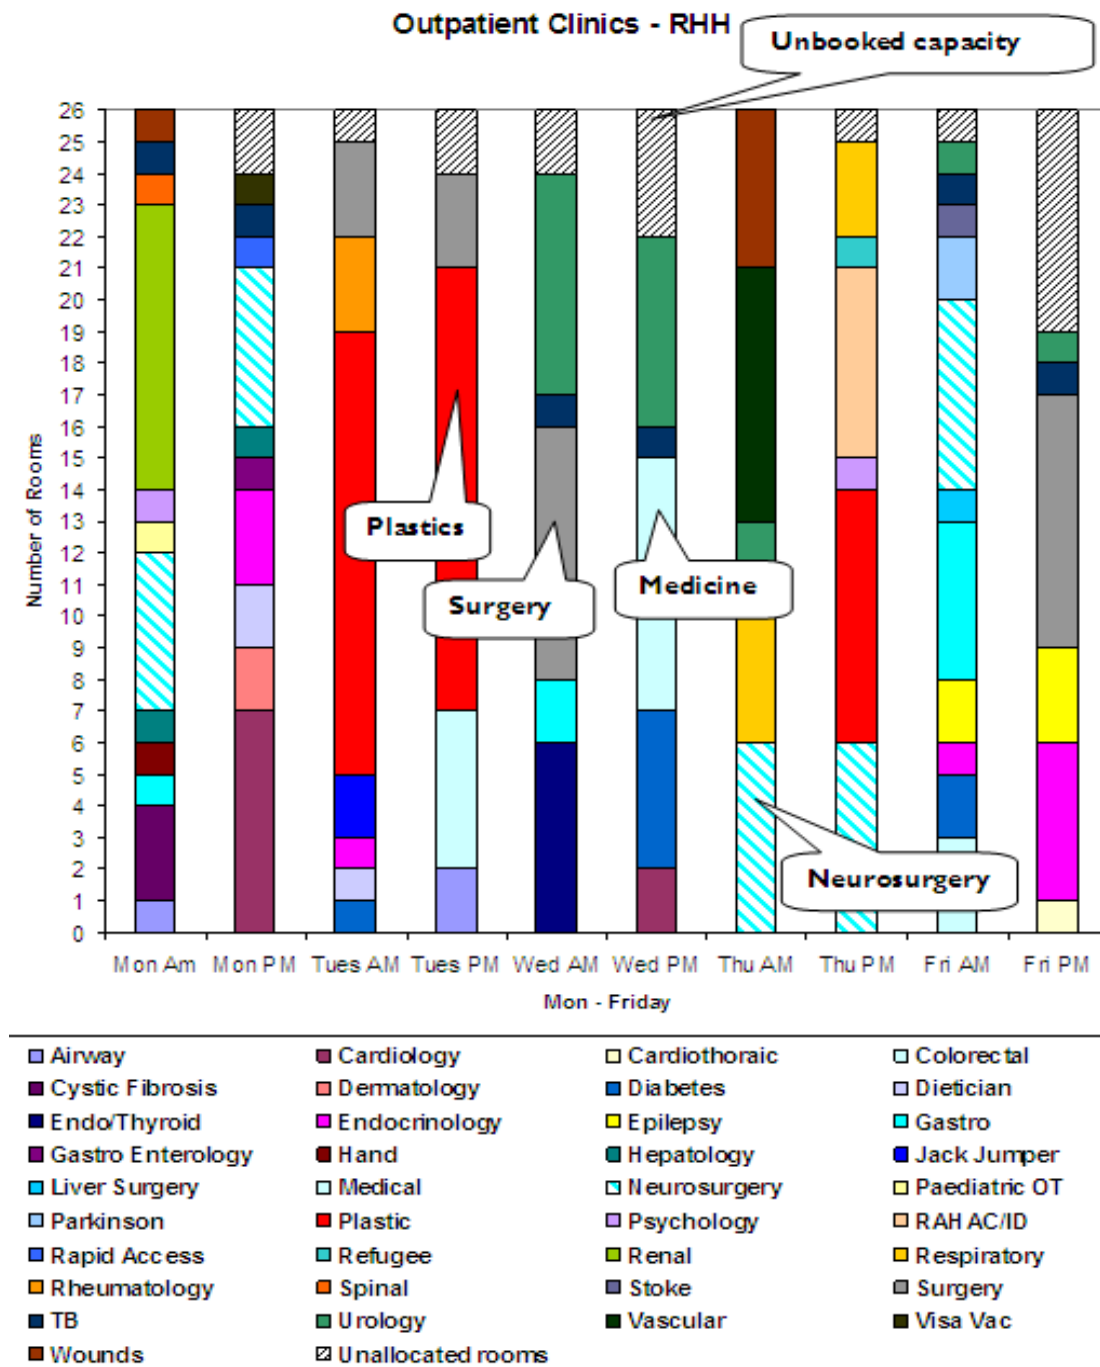 Outpatient Clinics - RHH
Unbooked capacity
26
25
24
23
22
21
20
19
18
17
16
15
14
13
12
11
10
9
8
7
6
5
4
3
2
1
0
Number of Rooms
Plastics
Surgery
Medicine
Neurosurgery
Mon Am Mon PM Tues AM Tues PM Wed AM Wed PM Thu AM Thu PM Fri AM Fri PM
Mon - Friday
Airway Cardiology Cardiothoracic Colorectal
Cystic Fibrosis Dermatology Diabetes Dietician
Endo/Thyroid Endocrinology Epilepsy Gastro
Gastro Enterology Hand Hepatology Jack Jumper
Liver Surgery Medical Neurosurgery Paediatric OT
Parkinson Plastic Psychology RAHAC/ID
Rapid Access Refugee Renal Respiratory
Rheumatology Spinal Stoke Surgery
TB Urology Vascular Visa Vac
Wounds Unallocated rooms